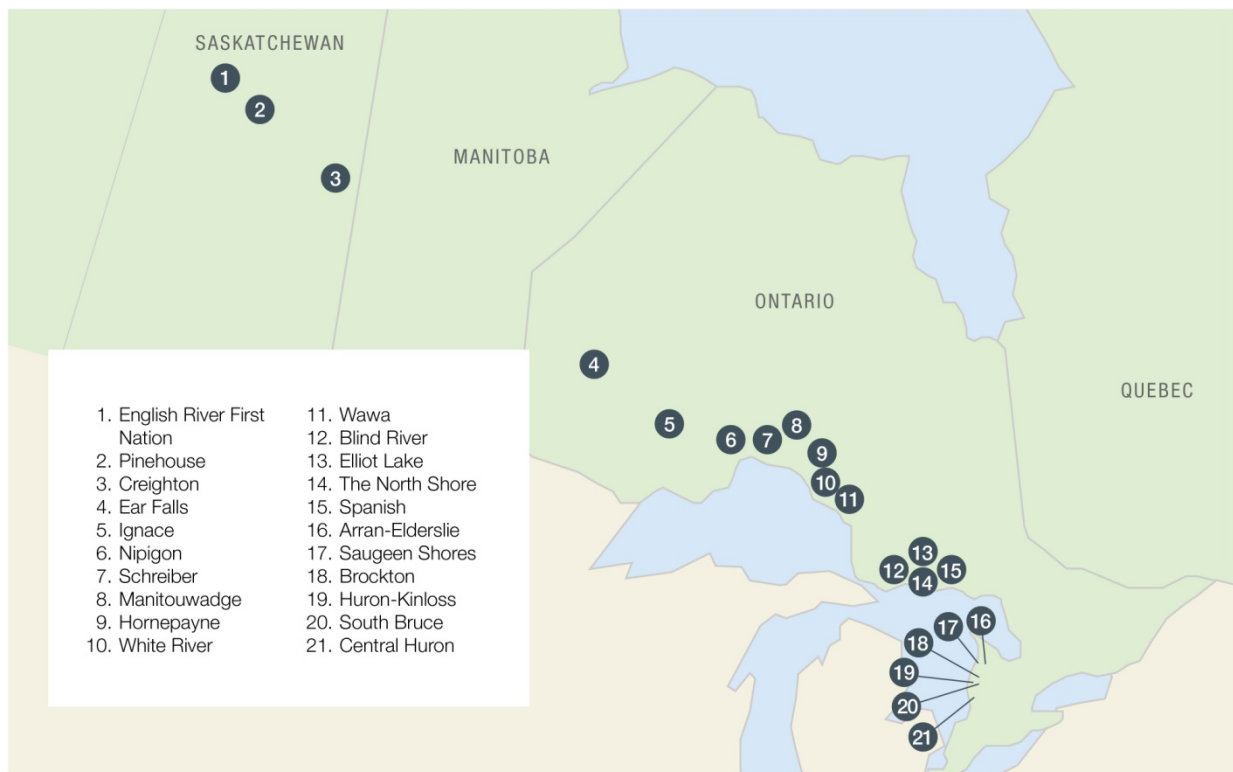 SASKATCHEWAN
1
2
MANITOBA
3
ONTARIO
4
QUEBEC
5
6
7
8
9
10
11
12
13
14
15
16
17
18
19
20
21
1. English River First
Nation
2. Pinehouse
3. Creighton
4. Ear Falls
5. Ignace
6. Nipigon
7. Schreiber
8. Manitouwadge
9. Hornepayne
10. White River
11. Wawa
12. Blind River
13. Elliot Lake
14. The North Shore
15. Spanish
16. Arran-Elderslie
17. Saugeen Shores
18. Brockton
19. Huron-Kinloss
20. South Bruce
21. Central Huron